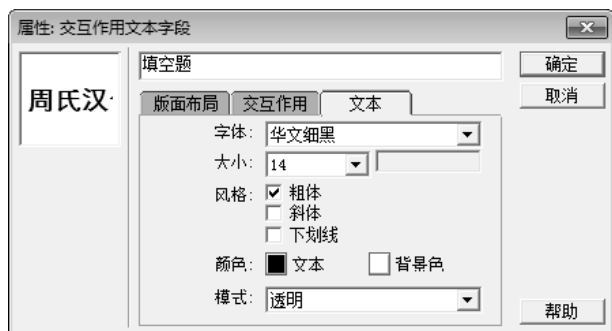 属性: 交互作用文本字段
填空题
确定
周氏汉
版面布局 交互作用 文本
取消
字体: 华文细黑
大小: 14
风格: 粗体
斜体
下划线
颜色: 文本 背景色
模式: 透明
帮助